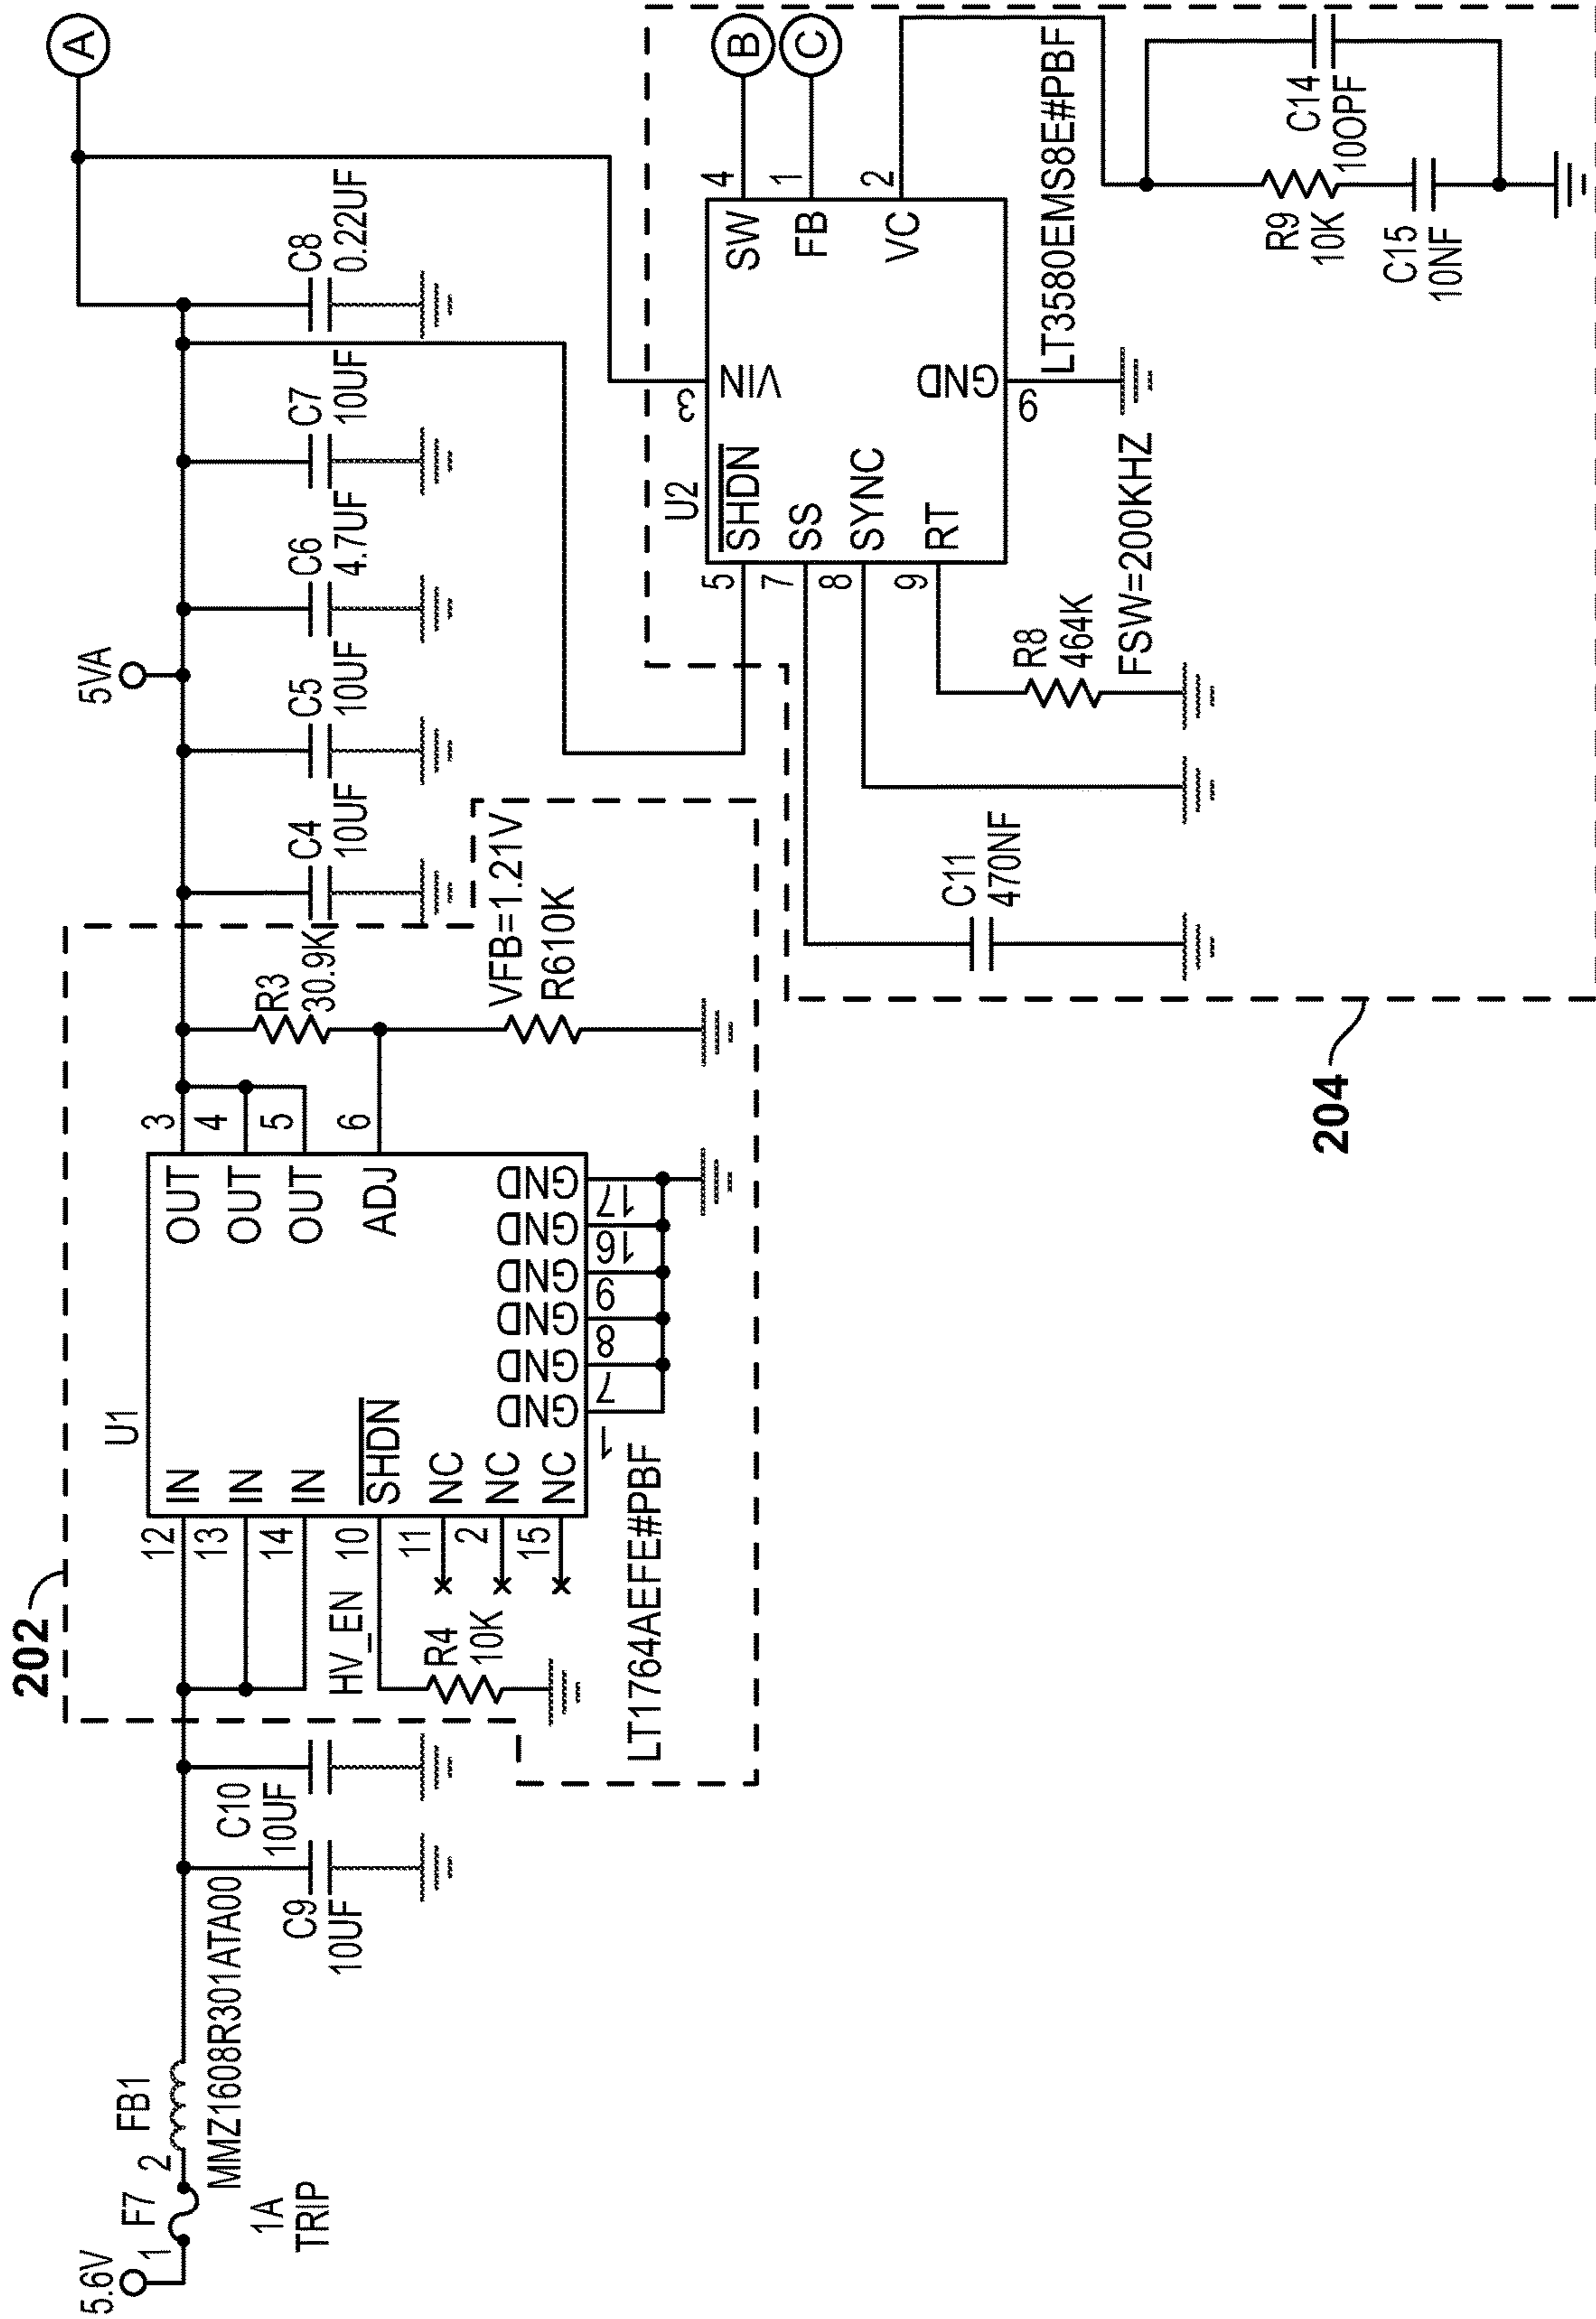 5.6V
1
F7
2
1A
TRIP
FB1
MMZ1608R301ATA00
C9
10UF
C10
10UF
202
HV_EN
R4
10K
U1
12
13
14
10
11
2
15
IN
IN
IN
SHDN
NC
NC
NC
OUT
OUT
OUT
ADJ
3
4
5
6
GND
GND
GND
GND
GND
GND
1
7
8
9
16
17
LT1764AEFE#PBF
R3
30.9K
VFB=1.21V
R610K
C4
10UF
C5
10UF
5VA
C6
4.7UF
C7
10UF
C8
0.22UF
A
204
C11
470NF
R8
464K
FSW=200KHZ
U2
5
7
8
9
SHDN
SS
SYNC
RT
3
VIN
GND
9
SW
FB
VC
4
1
2
B
C
LT3580EMS8E#PBF
R9
10K
C15
10NF
C14
100PF